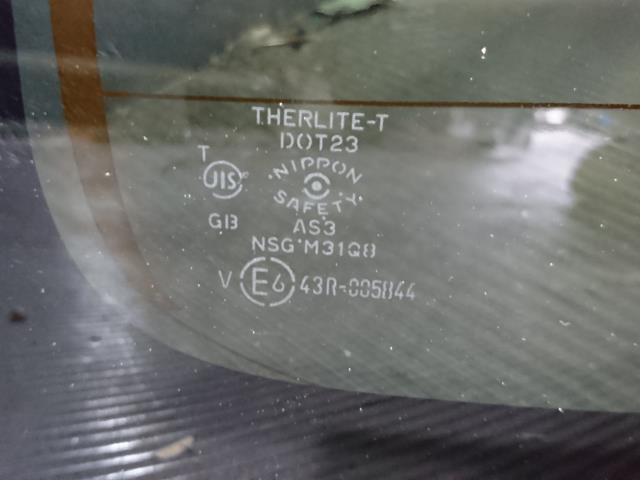 THERLITE-T
DOT23
T
JIS
NIPPON
SAFETY
GB
AS3
NSG M31Q8
V E6 43R-005844